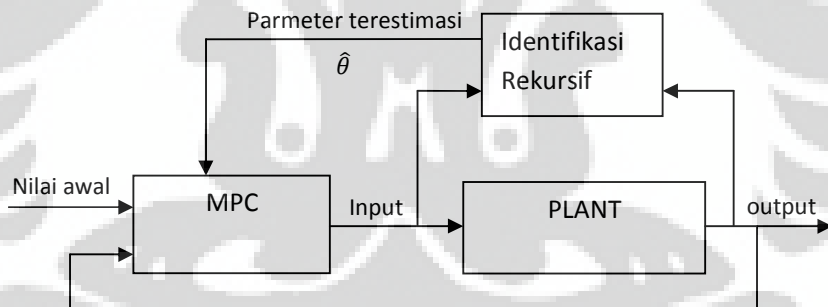 Parmeter terestimasi
θ̂
Identifikasi
Rekursif
Nilai awal
MPC
Input
PLANT
output